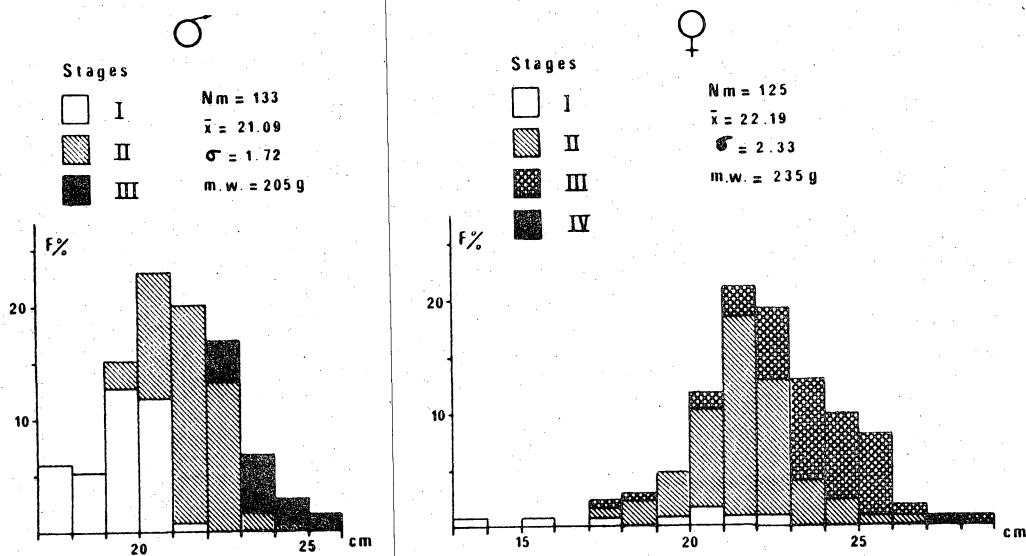 ♂
Stages
I
II
III
Nm = 133
x̄ = 21.09
σ = 1.72
m.w. = 205 g
F%
20
10
20
25
cm
♀
Stages
I
II
III
IV
Nm = 125
x̄ = 22.19
σ = 2.33
m.w. = 235 g
F%
20
10
15
20
25
cm